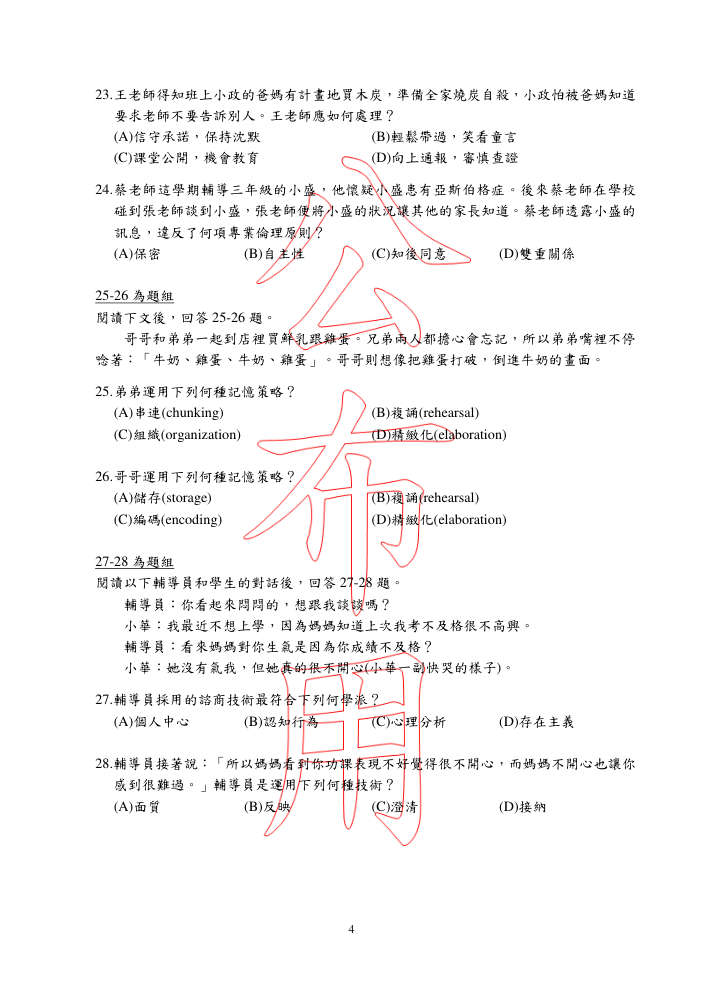 23.王老師得知班上小政的爸媽有計畫地買木炭，準備全家燒炭自殺，小政怕被爸媽知道
要求老師不要告訴別人。王老師應如何處理？
(A)信守承諾，保持沈默 (B)輕鬆帶過，笑看童言
(C)課堂公開，機會教育 (D)向上通報，審慎查證
24.蔡老師這學期輔導三年級的小盛，他懷疑小盛患有亞斯伯格症。後來蔡老師在學校
碰到張老師談到小盛，張老師便將小盛的狀況讓其他的家長知道。蔡老師透露小盛的
訊息，違反了何項專業倫理原則？
(A)保密 (B)自主性 (C)知後同意 (D)雙重關係
25-26 為題組
閱讀下文後，回答 25-26 題。
哥哥和弟弟一起到店裡買鮮乳跟雞蛋。兄弟兩人都擔心會忘記，所以弟弟嘴裡不停
唸著：「牛奶、雞蛋、牛奶、雞蛋」。哥哥則想像把雞蛋打破，倒進牛奶的畫面。
25.弟弟運用下列何種記憶策略？
(A)串連(chunking) (B)複誦(rehearsal)
(C)組織(organization) (D)精緻化(elaboration)
26.哥哥運用下列何種記憶策略？
(A)儲存(storage) (B)複誦(rehearsal)
(C)編碼(encoding) (D)精緻化(elaboration)
27-28 為題組
閱讀以下輔導員和學生的對話後，回答 27-28 題。
輔導員：你看起來悶悶的，想跟我談談嗎？
小華：我最近不想上學，因為媽媽知道上次我考不及格很不高興。
輔導員：看來媽媽對你生氣是因為你成績不及格？
小華：她沒有氣我，但她真的很不開心(小華一副快哭的樣子)。
27.輔導員採用的諮商技術最符合下列何學派？
(A)個人中心 (B)認知行為 (C)心理分析 (D)存在主義
28.輔導員接著說：「所以媽媽看到你功課表現不好覺得很不開心，而媽媽不開心也讓你
感到很難過。」輔導員是運用下列何種技術？
(A)面質 (B)反映 (C)澄清 (D)接納
公布用
4